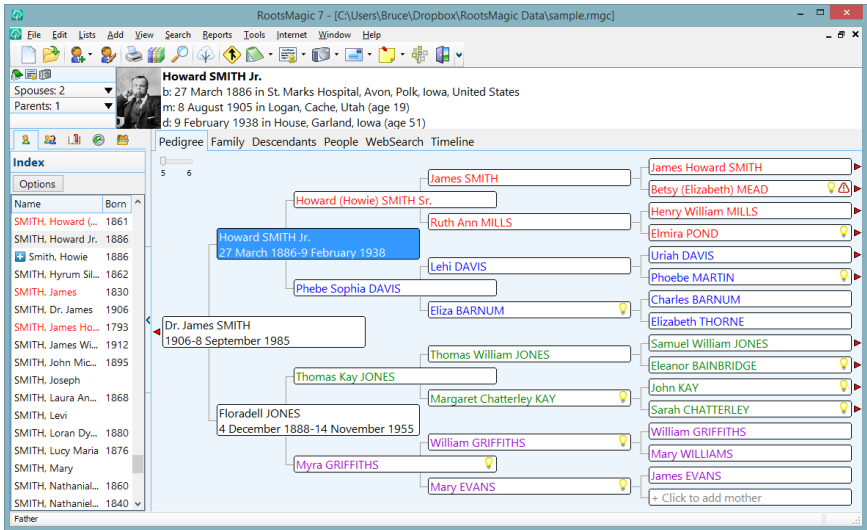 RootsMagic 7 - [C:\Users\Bruce\Dropbox\RootsMagic Data\sample.rmgc]
File Edit Lists Add View Search Reports Tools Internet Window Help
Spouses: 2
Parents: 1
Howard SMITH Jr.
b: 27 March 1886 in St. Marks Hospital, Avon, Polk, Iowa, United States
m: 8 August 1905 in Logan, Cache, Utah (age 19)
d: 9 February 1938 in House, Garland, Iowa (age 51)
Pedigree Family Descendants People WebSearch Timeline
Index
Options
Name Born
SMITH, Howard (... 1861
SMITH, Howard Jr. 1886
Smith, Howie 1886
SMITH, Hyrum Sil... 1862
SMITH, James 1830
SMITH, Dr. James 1906
SMITH, James Ho... 1793
SMITH, James Wi... 1912
SMITH, John Mic... 1895
SMITH, Joseph
SMITH, Laura An... 1868
SMITH, Levi
SMITH, Loran Dy... 1880
SMITH, Lucy Maria 1876
SMITH, Mary
SMITH, Nathanial... 1860
SMITH, Nathaniel... 1840
5 6
Dr. James SMITH
1906-8 September 1985
Howard SMITH Jr.
27 March 1886-9 February 1938
Floradell JONES
4 December 1888-14 November 1955
Howard (Howie) SMITH Sr.
Phebe Sophia DAVIS
Thomas Kay JONES
Myra GRIFFITHS
James SMITH
Ruth Ann MILLS
Lehi DAVIS
Eliza BARNUM
Thomas William JONES
Margaret Chatterley KAY
William GRIFFITHS
Mary EVANS
James Howard SMITH
Betsy (Elizabeth) MEAD
Henry William MILLS
Elmira POND
Uriah DAVIS
Phoebe MARTIN
Charles BARNUM
Elizabeth THORNE
Samuel William JONES
Eleanor BAINBRIDGE
John KAY
Sarah CHATTERLEY
William GRIFFITHS
Mary WILLIAMS
James EVANS
+ Click to add mother
Father